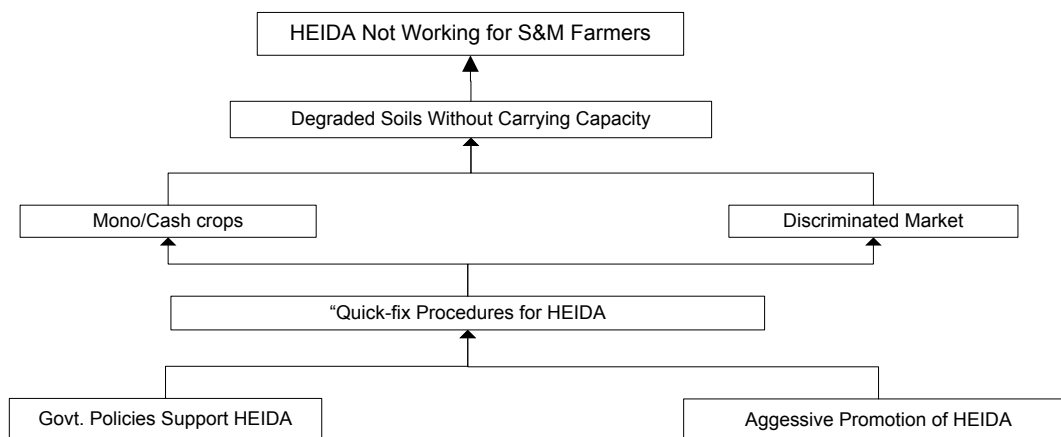 HEIDA Not Working for S&M Farmers
Degraded Soils Without Carrying Capacity
Mono/Cash crops
Discriminated Market
“Quick-fix Procedures for HEIDA
Govt. Policies Support HEIDA
Aggessive Promotion of HEIDA